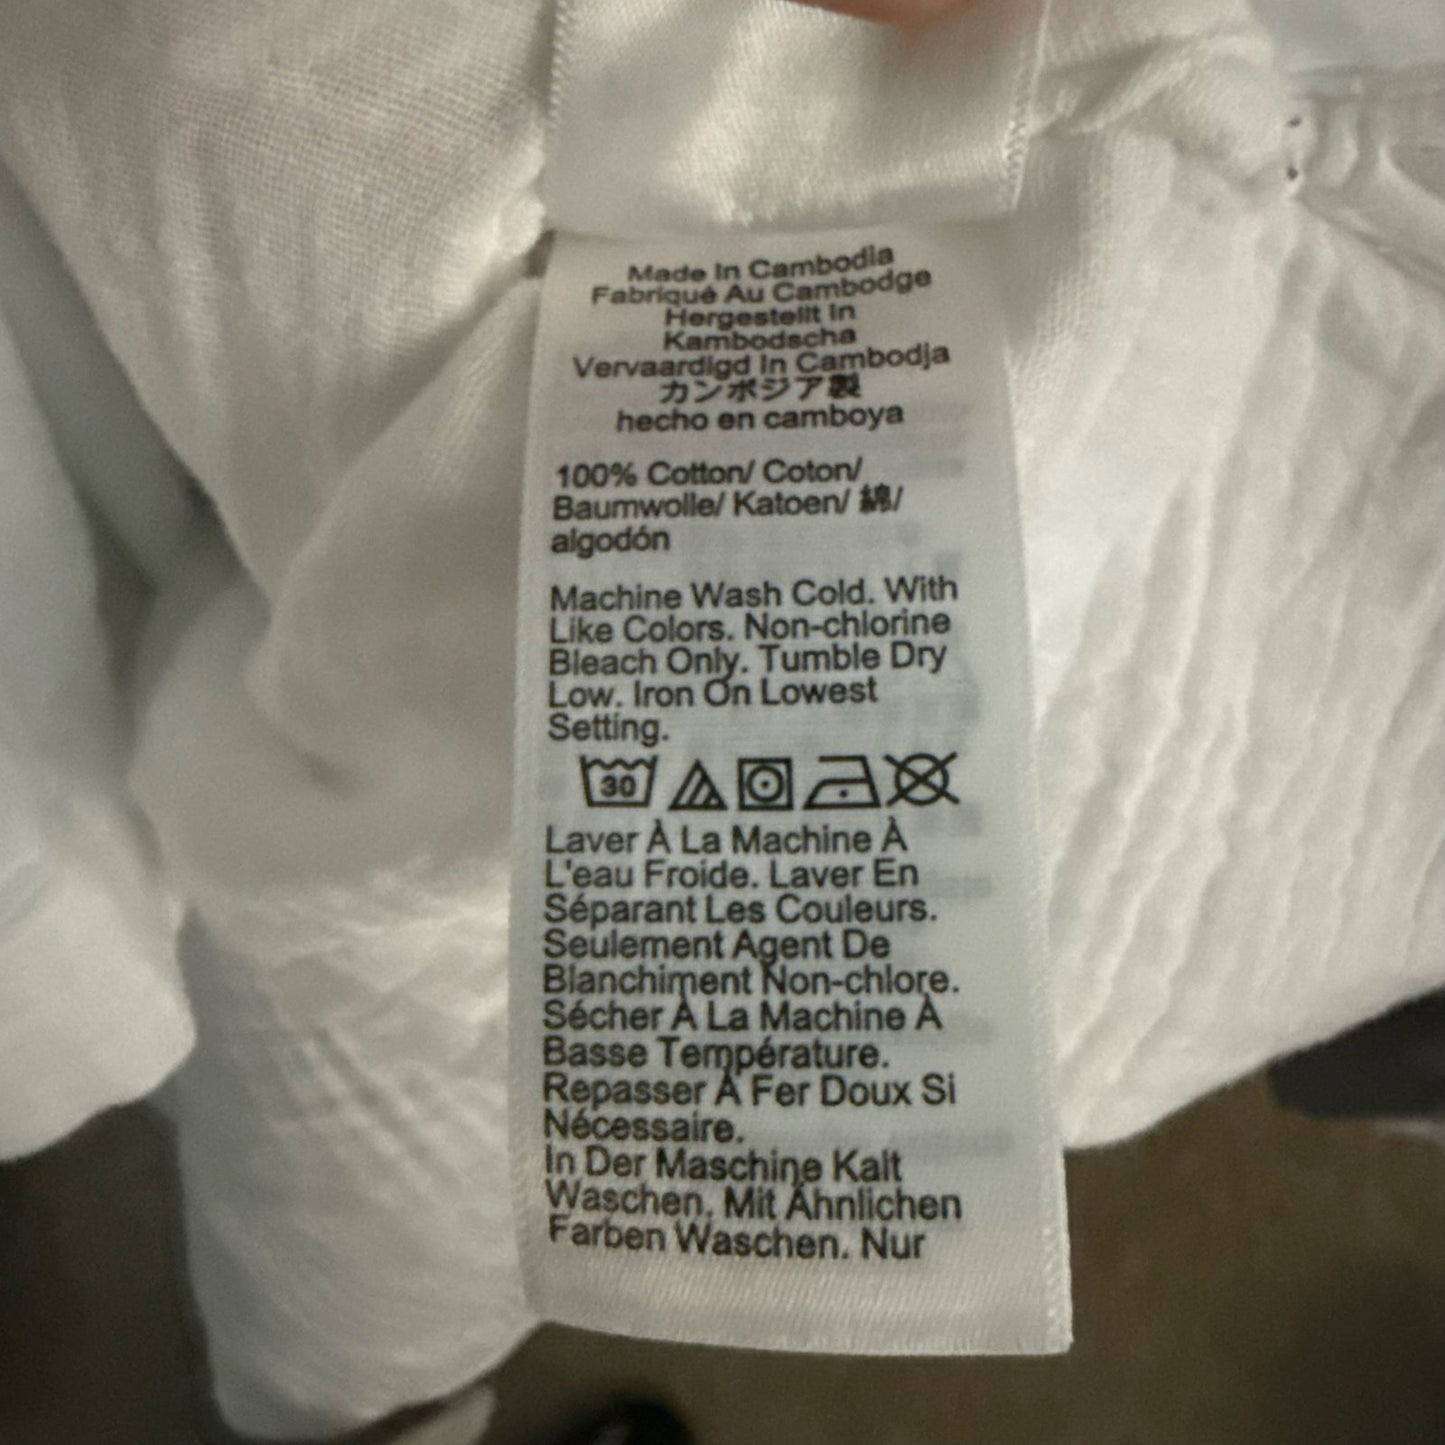 Made In Cambodia
Fabriqué Au Cambodge
Hergestellt In
Kambodscha
Vervaardigd In Cambodja
カンボジア製
hecho en camboya
100% Cotton/ Coton/
Baumwolle/ Katoen/ 綿/
algodón
Machine Wash Cold. With
Like Colors. Non-chlorine
Bleach Only. Tumble Dry
Low. Iron On Lowest
Setting.
30
Laver À La Machine À
L'eau Froide. Laver En
Séparant Les Couleurs.
Seulement Agent De
Blanchiment Non-chlore.
Sécher À La Machine À
Basse Température.
Repasser À Fer Doux Si
Nécessaire.
In Der Maschine Kalt
Waschen. Mit Ähnlichen
Farben Waschen. Nur